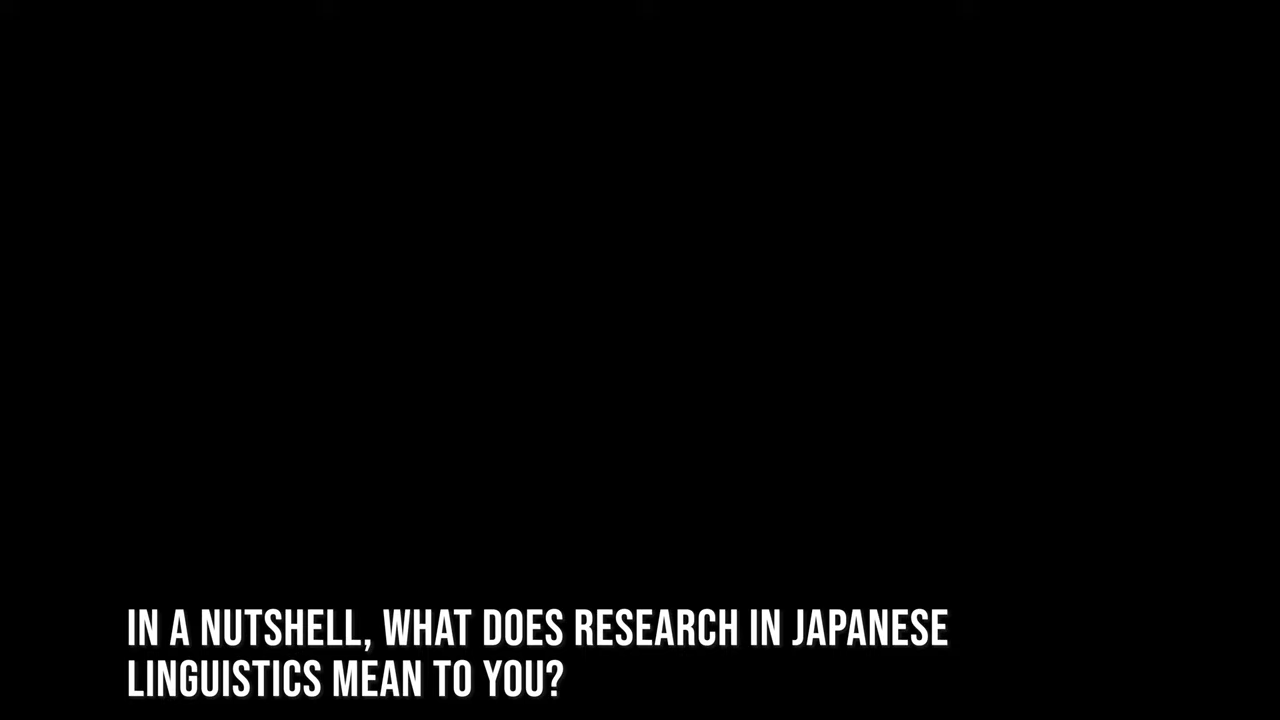 IN A NUTSHELL, WHAT DOES RESEARCH IN JAPANESE
LINGUISTICS MEAN TO YOU?